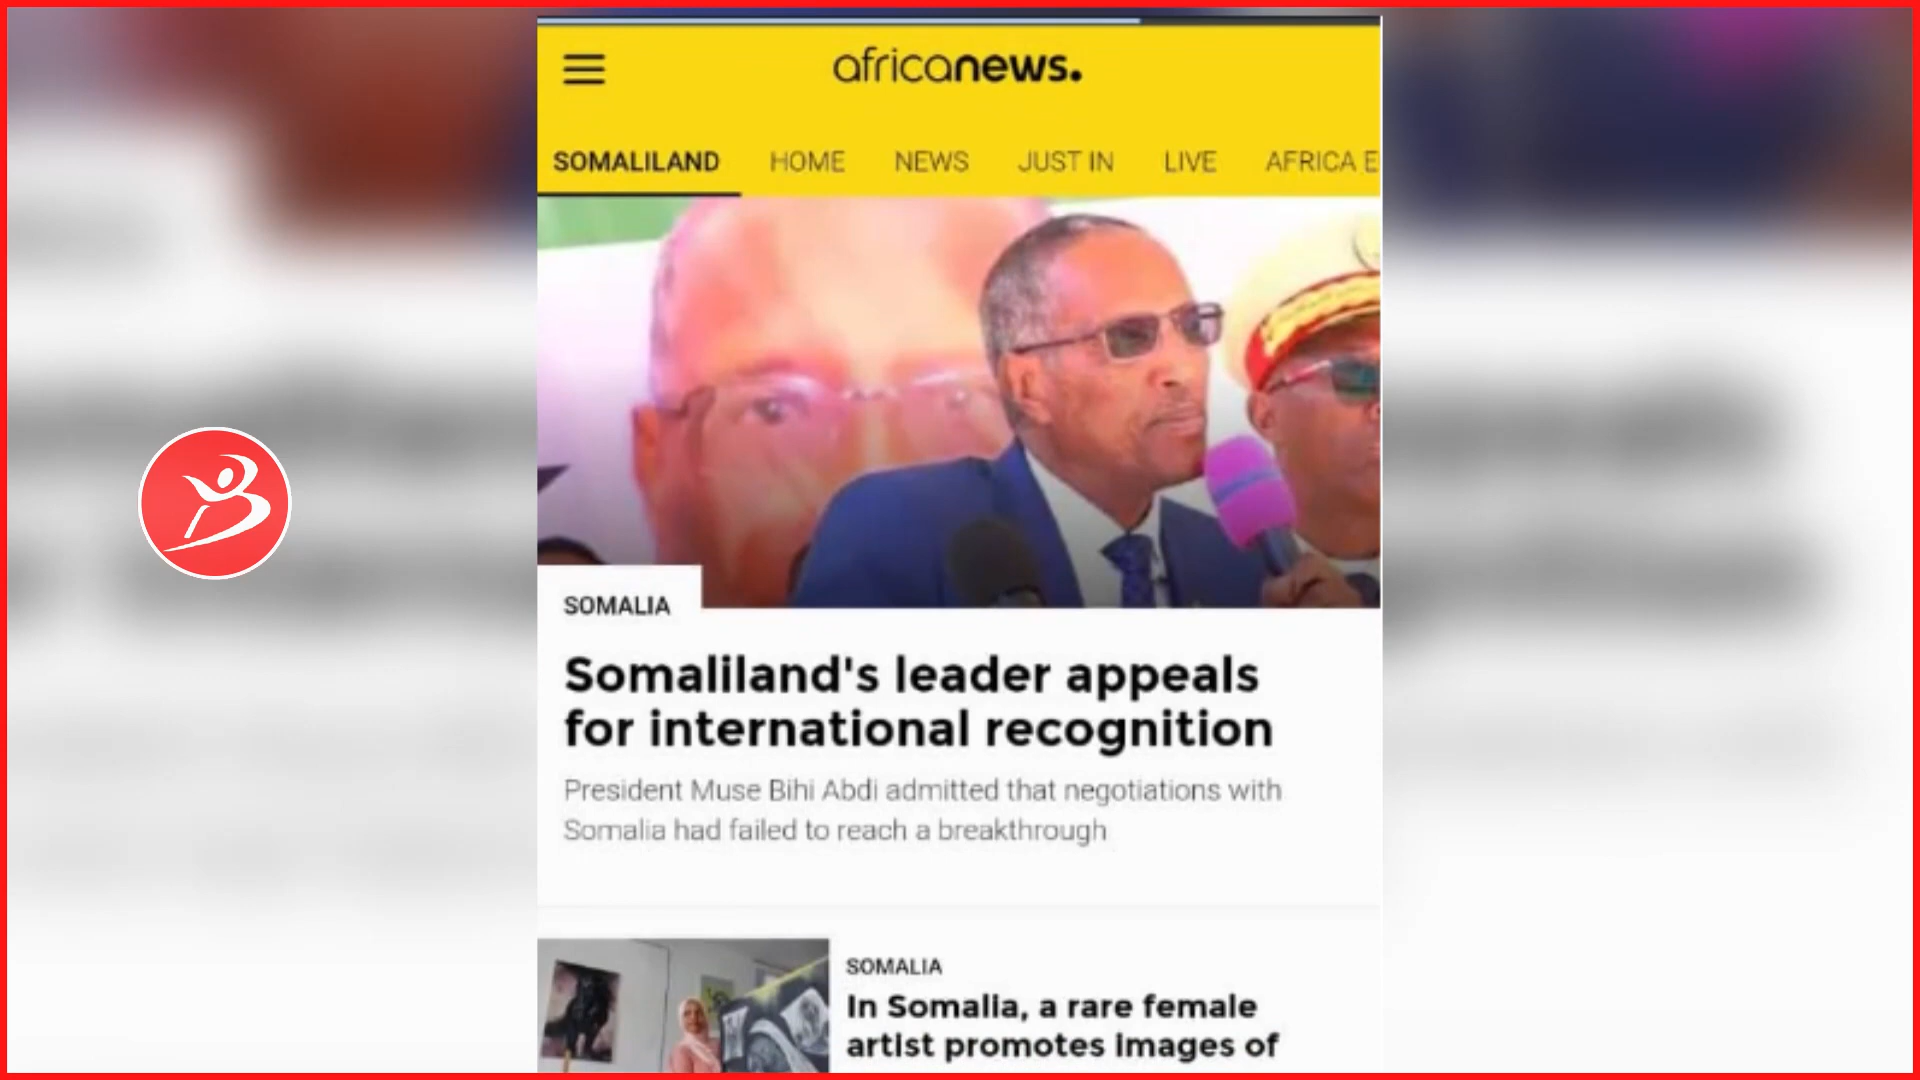 africanews.
SOMALILAND HOME NEWS JUST IN LIVE AFRICA E
SOMALIA
Somaliland's leader appeals
for international recognition
President Muse Bihi Abdi admitted that negotiations with
Somalia had failed to reach a breakthrough
SOMALIA
In Somalia, a rare female
artist promotes images of